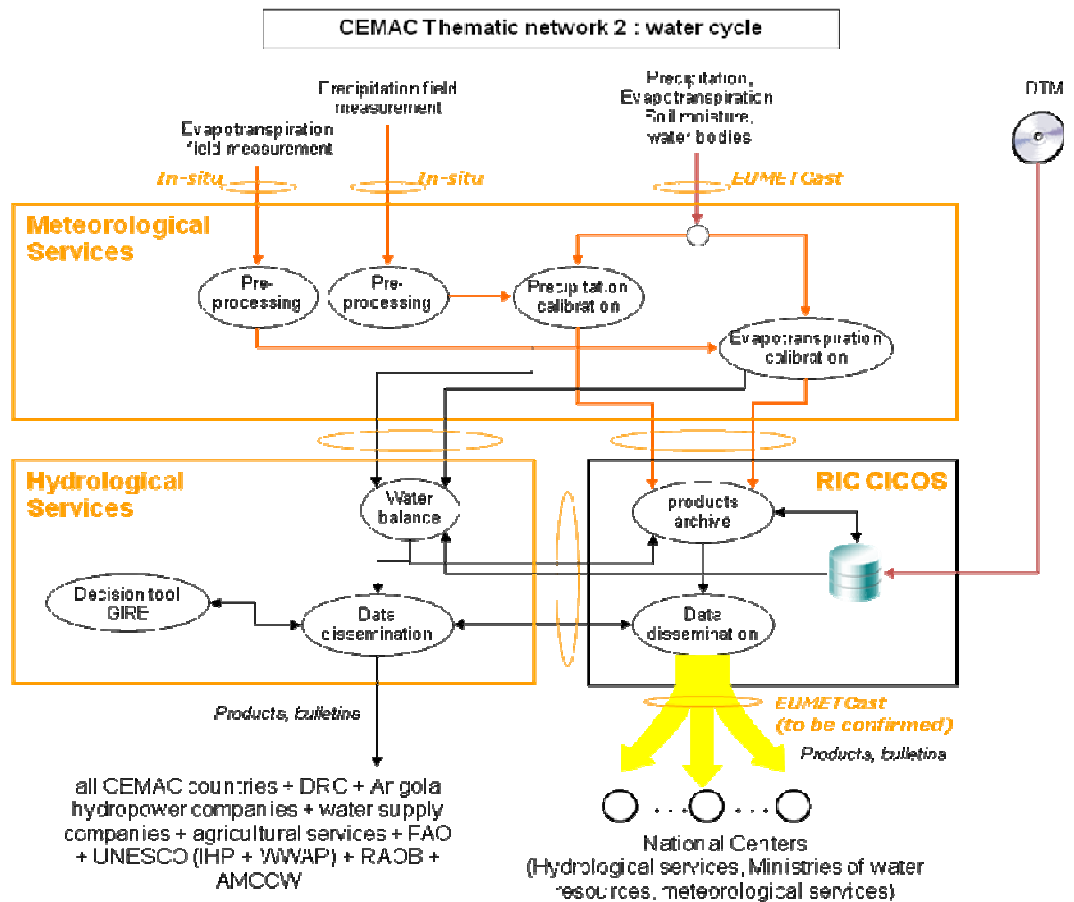 CEMAC Thematic network 2 : water cycle
Precipitation field
measurement
Precipitation,
Evapotranspiration
Soil moisture,
water bodies
DTM
Evapotranspiration
field measurement
In-situ
In-situ
EUMETCast
Meteorological
Services
Pre-
processing
Pre-
processing
Precipitation
calibration
Evapotranspiration
calibration
Hydrological
Services
RIC CICOS
Water
balance
products
archive
Decision tool
GIRE
Data
dissemination
Data
dissemination
Products, bulletins
EUMETCast
(to be confirmed)
Products, bulletins
all CEMAC countries + DRC + Angola
hydropower companies + water supply
companies + agricultural services + FAO
+ UNESCO (IHP + WWAP) + RAOB +
AMCOW
... ...
National Centers
(Hydrological services, Ministries of water
resources, meteorological services)